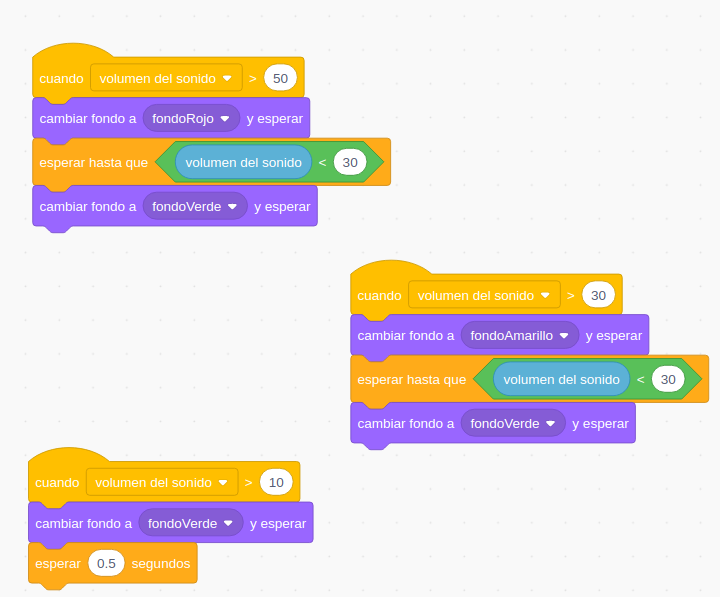 cuando volumen del sonido > 50
cambiar fondo a fondoRojo y esperar
esperar hasta que volumen del sonido < 30
cambiar fondo a fondoVerde y esperar
cuando volumen del sonido > 30
cambiar fondo a fondoAmarillo y esperar
esperar hasta que volumen del sonido < 30
cambiar fondo a fondoVerde y esperar
cuando volumen del sonido > 10
cambiar fondo a fondoVerde y esperar
esperar 0.5 segundos